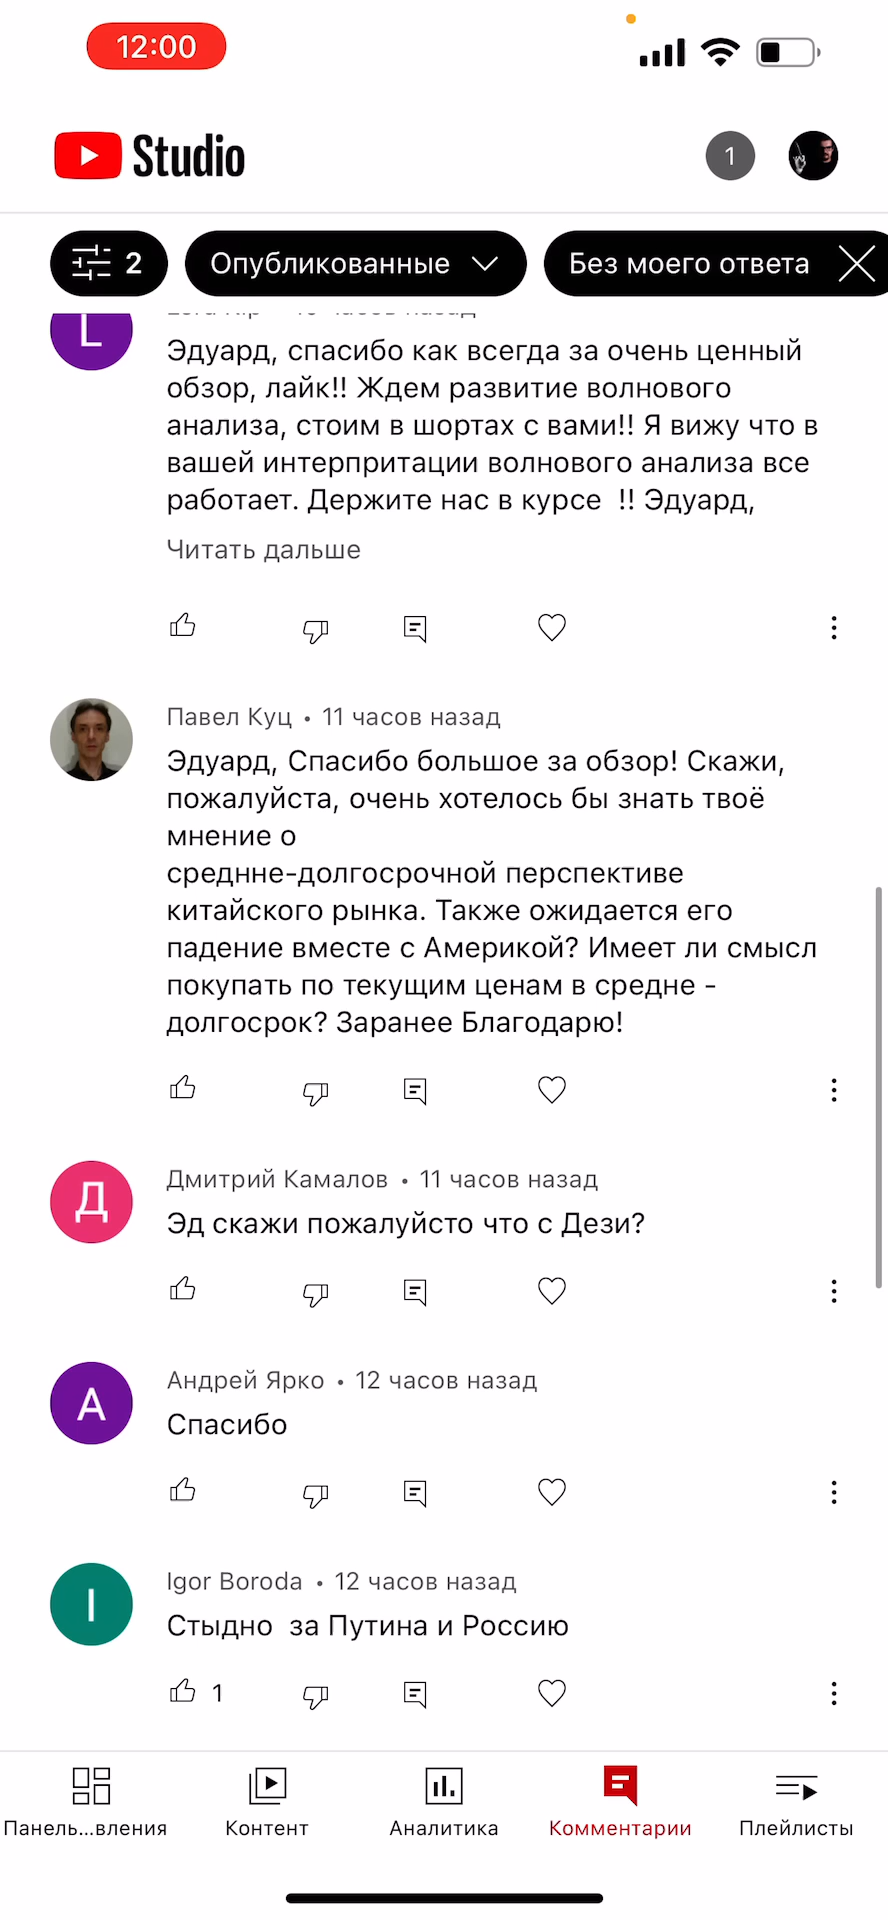 12:00
Studio
1
2 Опубликованные Без моего ответа
L
Эдуард, спасибо как всегда за очень ценный
обзор, лайк!! Ждем развитие волнового
анализа, стоим в шортах с вами!! Я вижу что в
вашей интерпритации волнового анализа все
работает. Держите нас в курсе !! Эдуард,
Читать дальше
Павел Куц • 11 часов назад
Эдуард, Спасибо большое за обзор! Скажи,
пожалуйста, очень хотелось бы знать твоё
мнение о
среднне-долгосрочной перспективе
китайского рынка. Также ожидается его
падение вместе с Америкой? Имеет ли смысл
покупать по текущим ценам в средне -
долгосрок? Заранее Благодарю!
Д
Дмитрий Камалов • 11 часов назад
Эд скажи пожалуйсто что с Дези?
А
Андрей Ярко • 12 часов назад
Спасибо
I
Igor Boroda • 12 часов назад
Стыдно за Путина и Россию
1
Панель...вления Контент Аналитика Комментарии Плейлисты